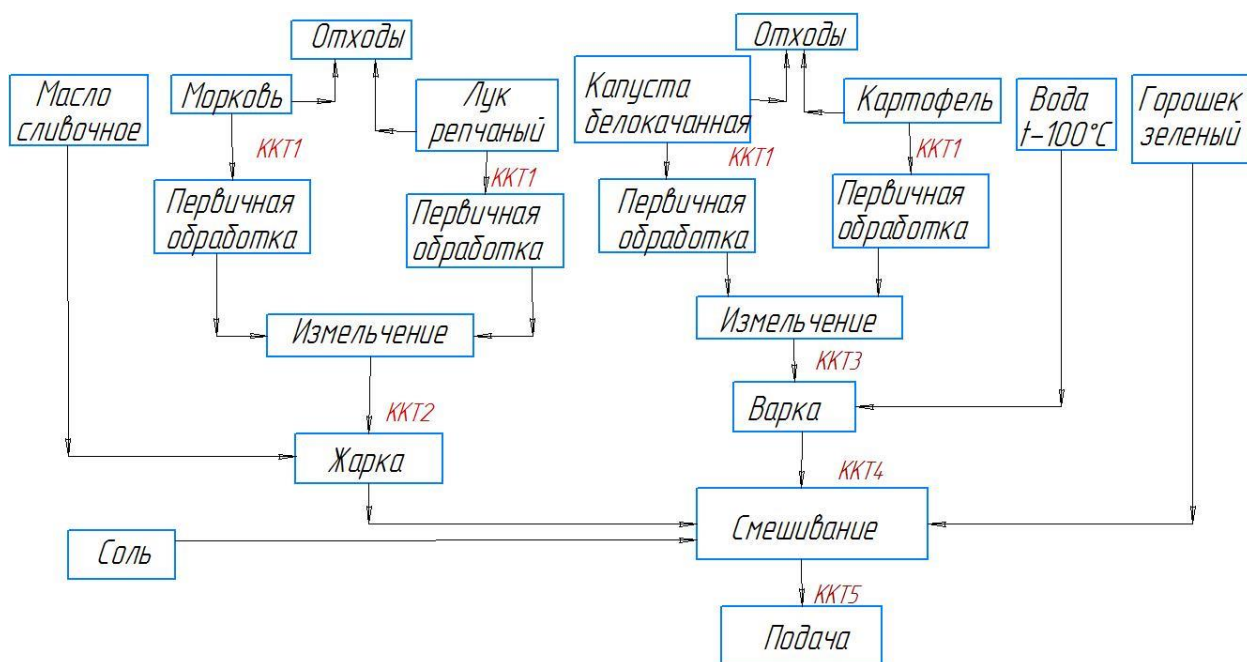 Отходы
Отходы
Масло
сливочное
Морковь
Лук
репчаный
Капуста
белокачанная
Картофель
Вода
t-100°C
Горошек
зеленый
ККТ1
ККТ1
ККТ1
ККТ1
Первичная
обработка
Первичная
обработка
Первичная
обработка
Первичная
обработка
Измельчение
Измельчение
ККТ2
ККТ3
Варка
Жарка
ККТ4
Соль
Смешивание
ККТ5
Подача